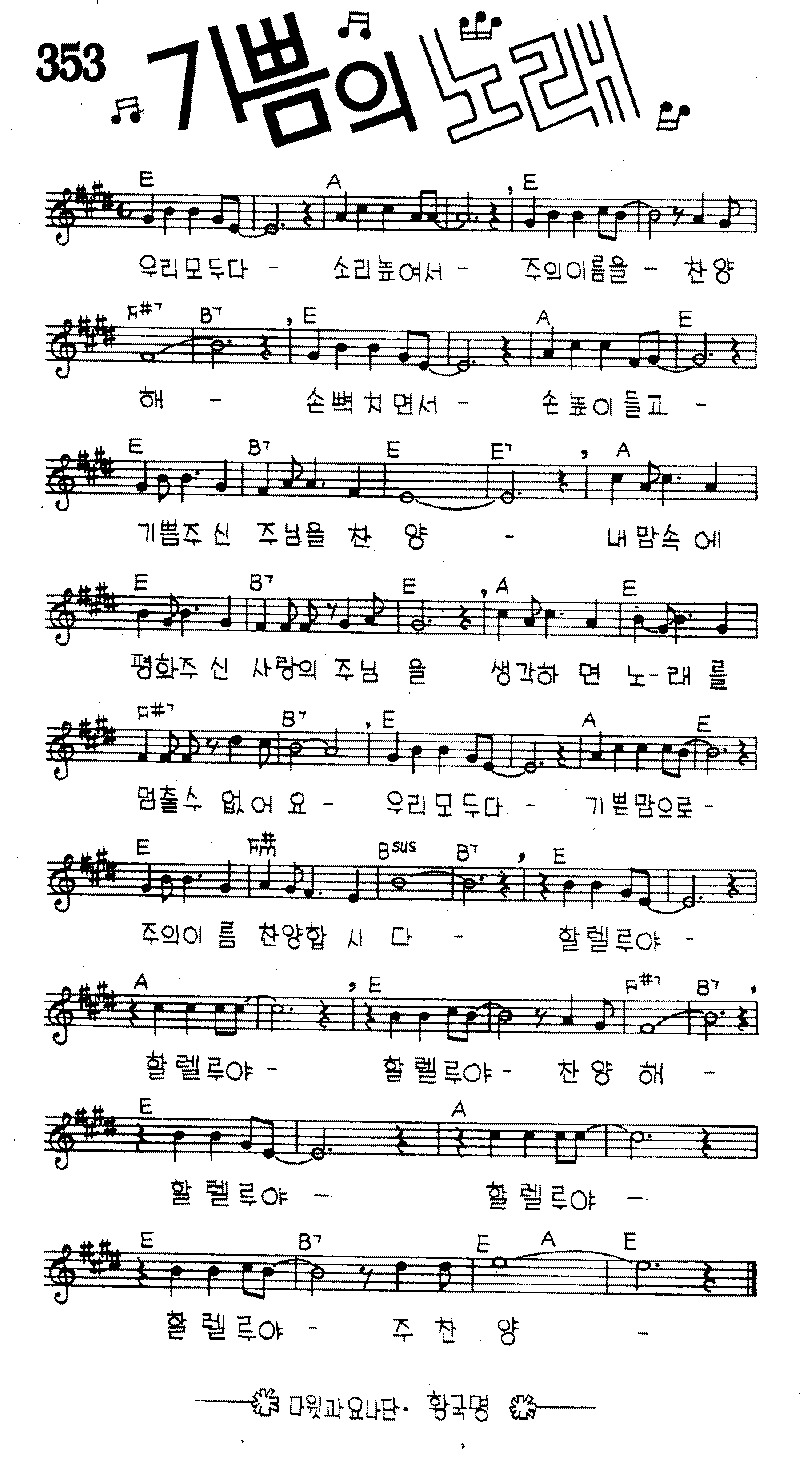 353
기쁨의 노래
E A E
우리모두다 - 소리높여서 - 주의이름을 - 찬양
F#7 B7 E A E
해 - 손뻗치면서 - 손높이들고 -
E B7 E E7 A
기쁨주신 주님을 찬양 - 내맘속에
E B7 E A E
평화주신 사랑의 주님을 생각하면 노-래를
F#7 B7 E A E
멈출수 없어요 - 우리모두다 - 기쁜맘으로 -
E F#m Bsus B7 E
주의이름 찬양합시다 - 할렐루야 -
A E F#7 B7
할렐루야 - 할렐루야 - 찬양해 -
E A
할렐루야 - 할렐루야 -
E B7 E A E
할렐루야 - 주찬양 -
다윗과요나단. 황국명